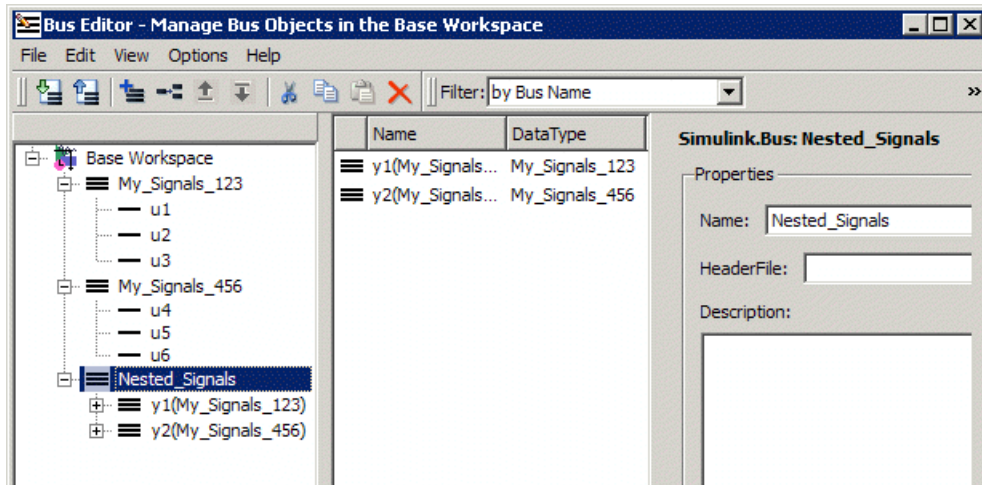 Bus Editor - Manage Bus Objects in the Base Workspace
File Edit View Options Help
Filter: by Bus Name »
Base Workspace
My_Signals_123
u1
u2
u3
My_Signals_456
u4
u5
u6
Nested_Signals
y1(My_Signals_123)
y2(My_Signals_456)
Name DataType
y1(My_Signals... My_Signals_123
y2(My_Signals... My_Signals_456
Simulink.Bus: Nested_Signals
Properties
Name: Nested_Signals
HeaderFile:
Description: